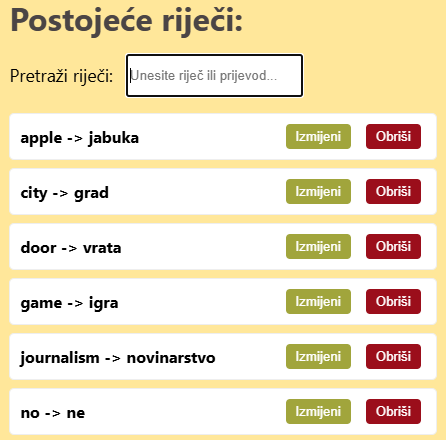 Postojeće riječi:
Pretraži riječi: Unesite riječ ili prijevod...
apple -> jabuka Izmijeni Obriši
city -> grad Izmijeni Obriši
door -> vrata Izmijeni Obriši
game -> igra Izmijeni Obriši
journalism -> novinarstvo Izmijeni Obriši
no -> ne Izmijeni Obriši